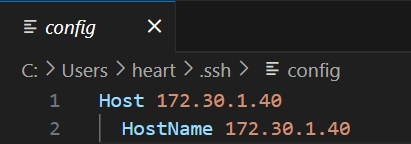 config
C: > Users > heart > .ssh > config
1 Host 172.30.1.40
2 HostName 172.30.1.40